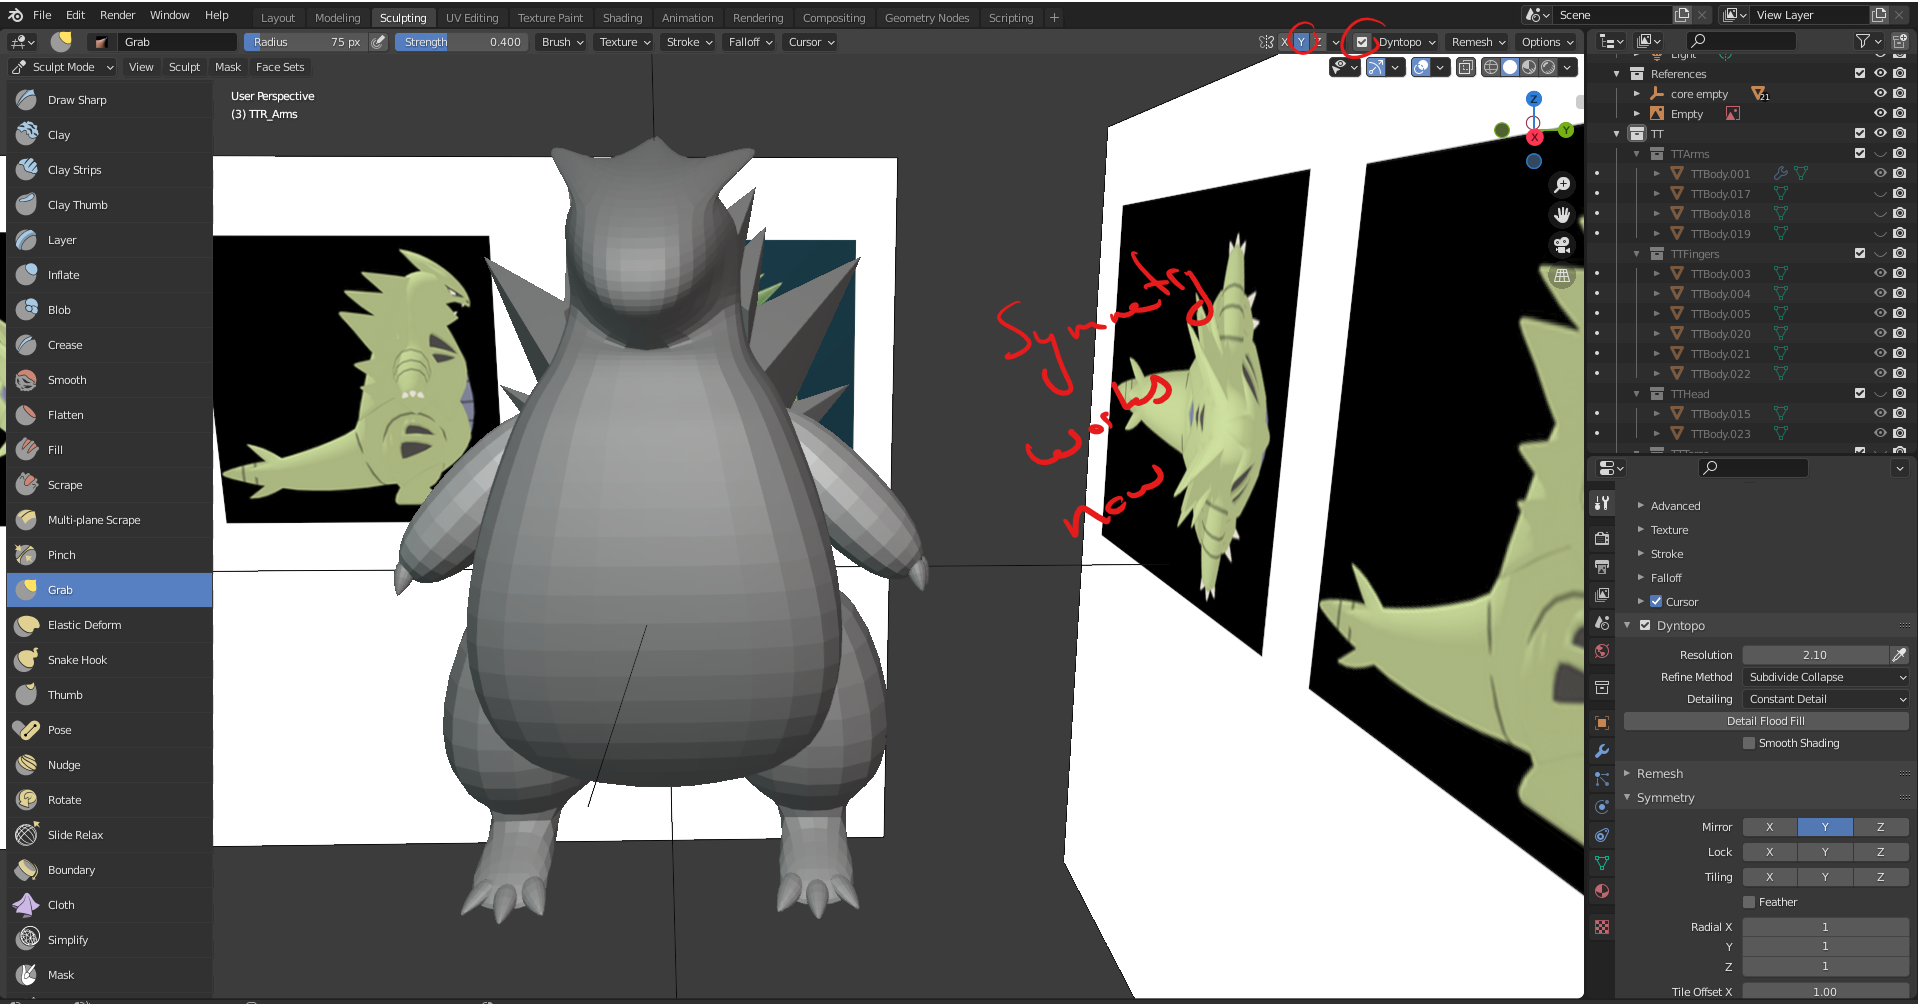 File Edit Render Window Help Layout Modeling Sculpting UV Editing Texture Paint Shading Animation Rendering Compositing Geometry Nodes Scripting + Scene View Layer
Grab Radius 75 px Strength 0.400 Brush Texture Stroke Falloff Cursor X Y Z Dyntopo Remesh Options
Sculpt Mode View Sculpt Mask Face Sets
User Perspective
(3) TTR_Arms
Draw Sharp
Clay
Clay Strips
Clay Thumb
Layer
Inflate
Blob
Crease
Smooth
Flatten
Fill
Scrape
Multi-plane Scrape
Pinch
Grab
Elastic Deform
Snake Hook
Thumb
Pose
Nudge
Rotate
Slide Relax
Boundary
Cloth
Simplify
Mask
Z
Y
X
Symmetry
works
now
Light
References
core empty 21
Empty
TT
TTArms
TTBody.001
TTBody.017
TTBody.018
TTBody.019
TTFingers
TTBody.003
TTBody.004
TTBody.005
TTBody.020
TTBody.021
TTBody.022
TTHead
TTBody.015
TTBody.023
Advanced
Texture
Stroke
Falloff
Cursor
Dyntopo
Resolution 2.10
Refine Method Subdivide Collapse
Detailing Constant Detail
Detail Flood Fill
Smooth Shading
Remesh
Symmetry
Mirror X Y Z
Lock X Y Z
Tiling X Y Z
Feather
Radial X 1
Y 1
Z 1
Tile Offset X 1.00